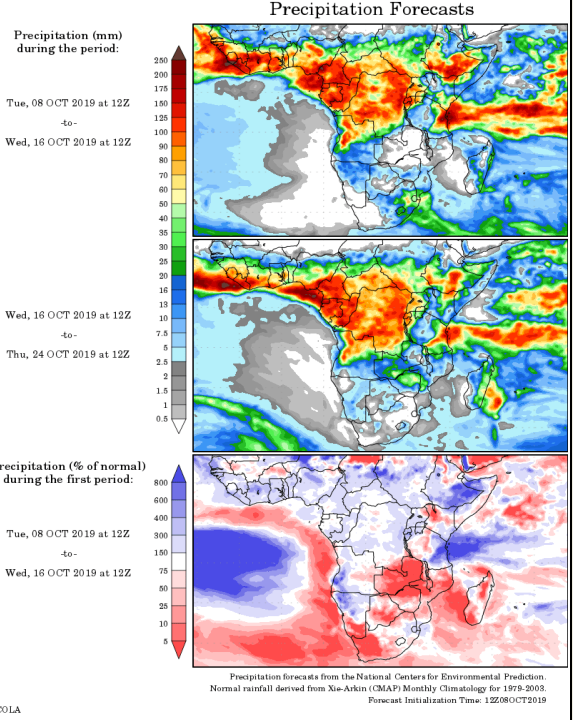 Precipitation Forecasts
Precipitation (mm)
during the period:
Tue, 08 OCT 2019 at 12Z
-to-
Wed, 16 OCT 2019 at 12Z
250
200
175
150
125
100
90
80
70
60
50
40
35
30
25
20
16
13
10
7.5
5
2.5
2
1.5
1
0.5
Wed, 16 OCT 2019 at 12Z
-to-
Thu, 24 OCT 2019 at 12Z
recipitation (% of normal)
during the first period:
Tue, 08 OCT 2019 at 12Z
-to-
Wed, 16 OCT 2019 at 12Z
800
600
400
300
150
75
50
25
10
5
Precipitation forecasts from the National Centers for Environmental Prediction.
Normal rainfall derived from Xie-Arkin (CMAP) Monthly Climatology for 1979-2003.
Forecast Initialization Time: 12Z08OCT2019
COLA